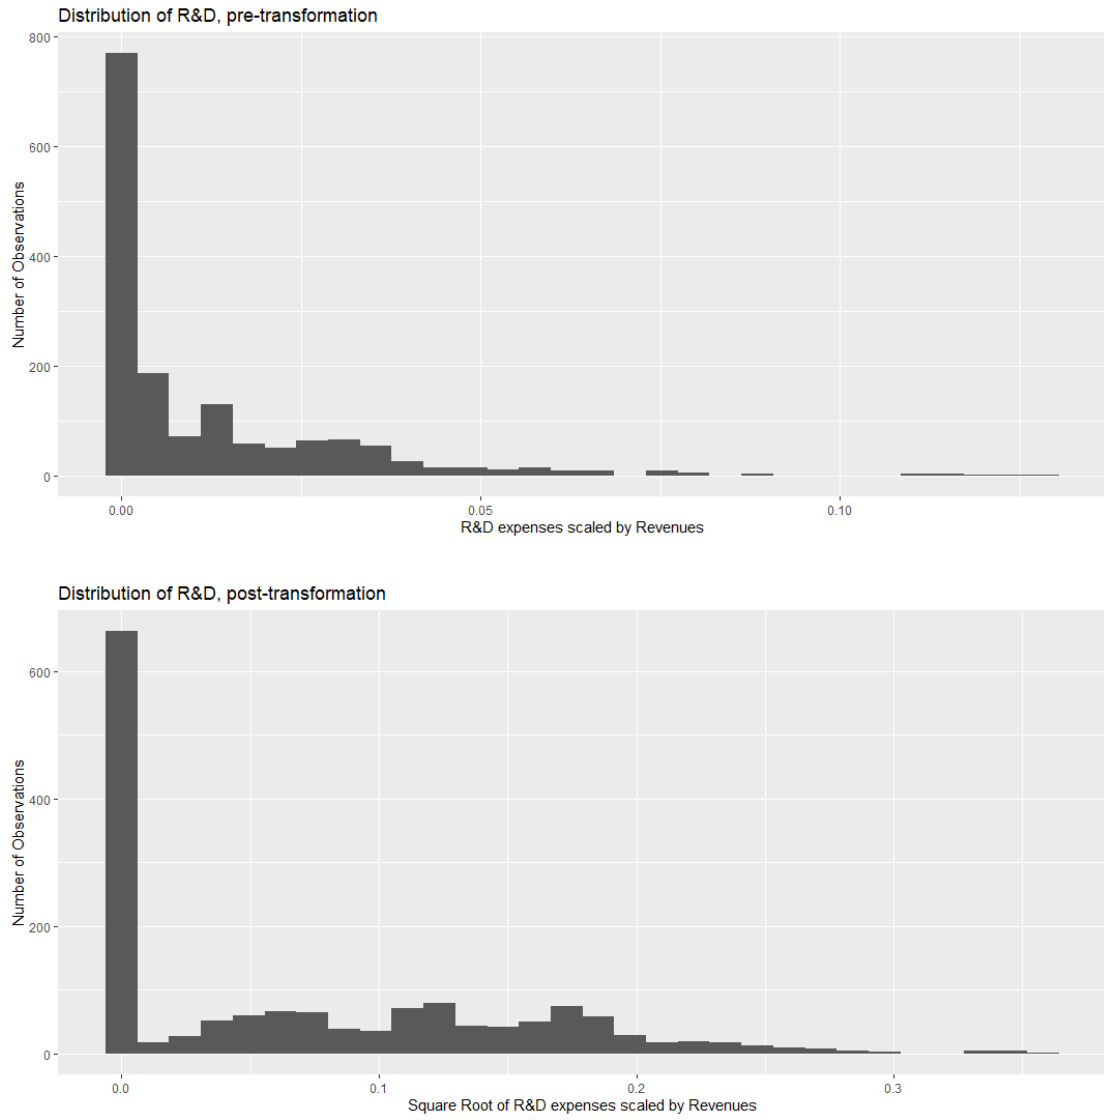 Distribution of R&D, pre-transformation
800
600
400
200
0
Number of Observations
0.00 0.05 0.10
R&D expenses scaled by Revenues
Distribution of R&D, post-transformation
600
400
200
0
Number of Observations
0.0 0.1 0.2 0.3
Square Root of R&D expenses scaled by Revenues